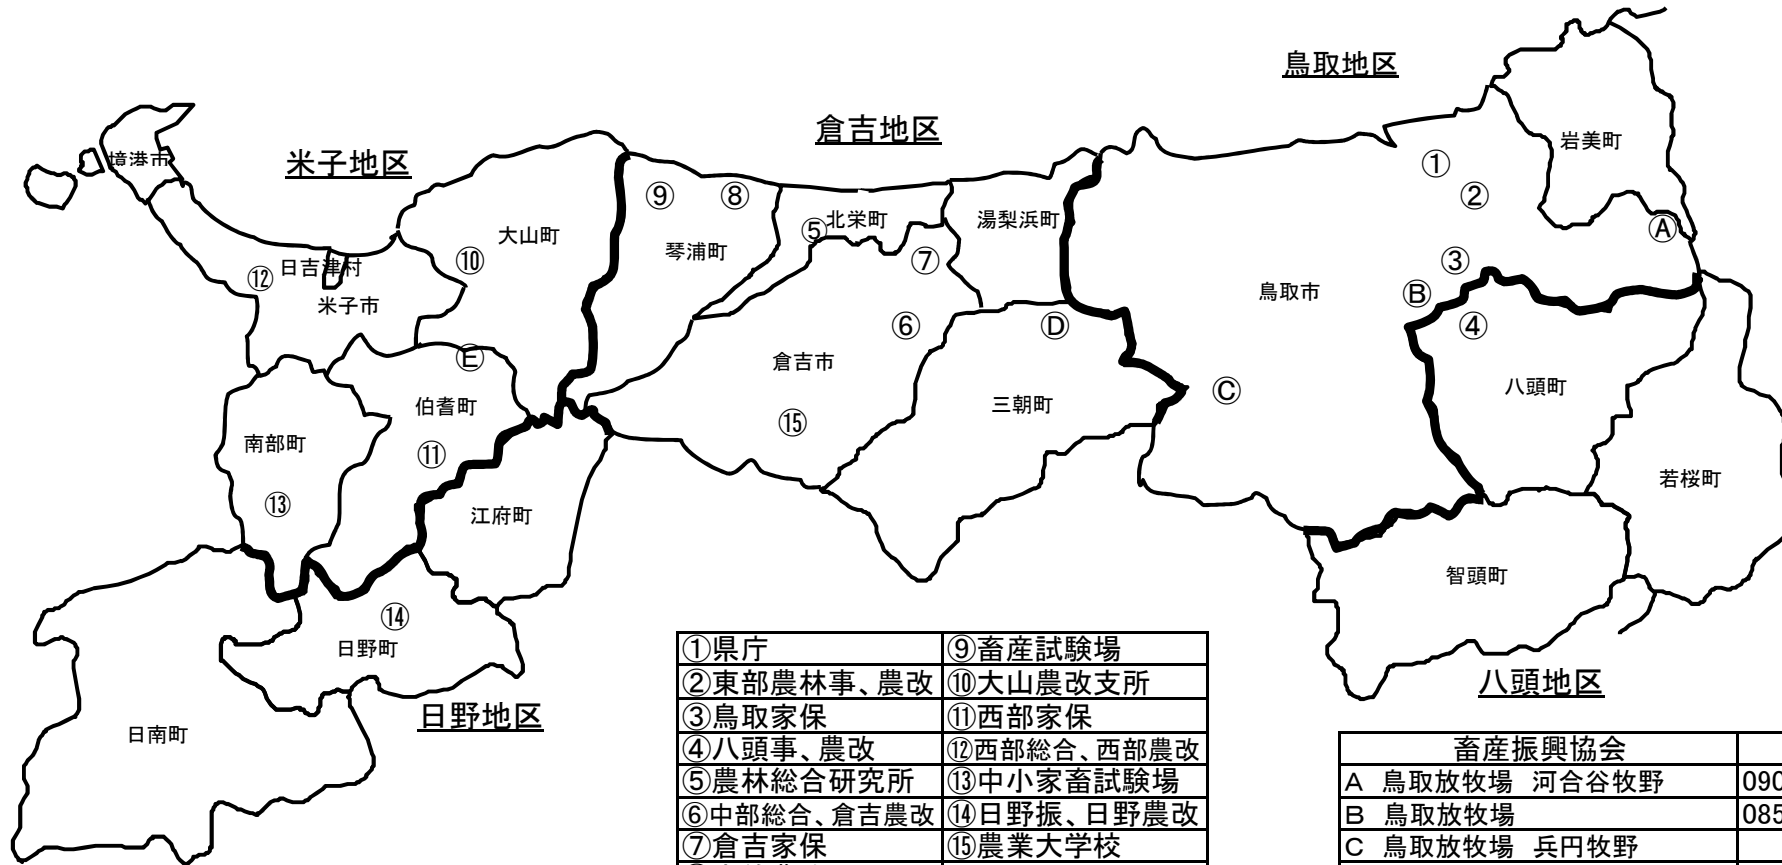 鳥取地区
倉吉地区
米子地区
境港市
岩美町
①
②
⑨
⑧
北栄町
⑤
湯梨浜町
Ⓐ
大山町
琴浦町
⑩
⑦
③
日吉津村
⑫
米子市
鳥取市
Ⓑ
④
⑥
Ⓓ
Ⓔ
倉吉市
八頭町
伯耆町
三朝町
Ⓒ
⑮
南部町
⑪
若桜町
⑬
江府町
智頭町
⑭
日野町
八頭地区
日野地区
日南町
①県庁 ⑨畜産試験場
②東部農林事、農改 ⑩大山農改支所
③鳥取家保 ⑪西部家保
④八頭事、農改 ⑫西部総合、西部農改
⑤農林総合研究所 ⑬中小家畜試験場
⑥中部総合、倉吉農改 ⑭日野振、日野農改
⑦倉吉家保 ⑮農業大学校
畜産振興協会
A 鳥取放牧場 河合谷牧野 090
B 鳥取放牧場 085
C 鳥取放牧場 兵円牧野